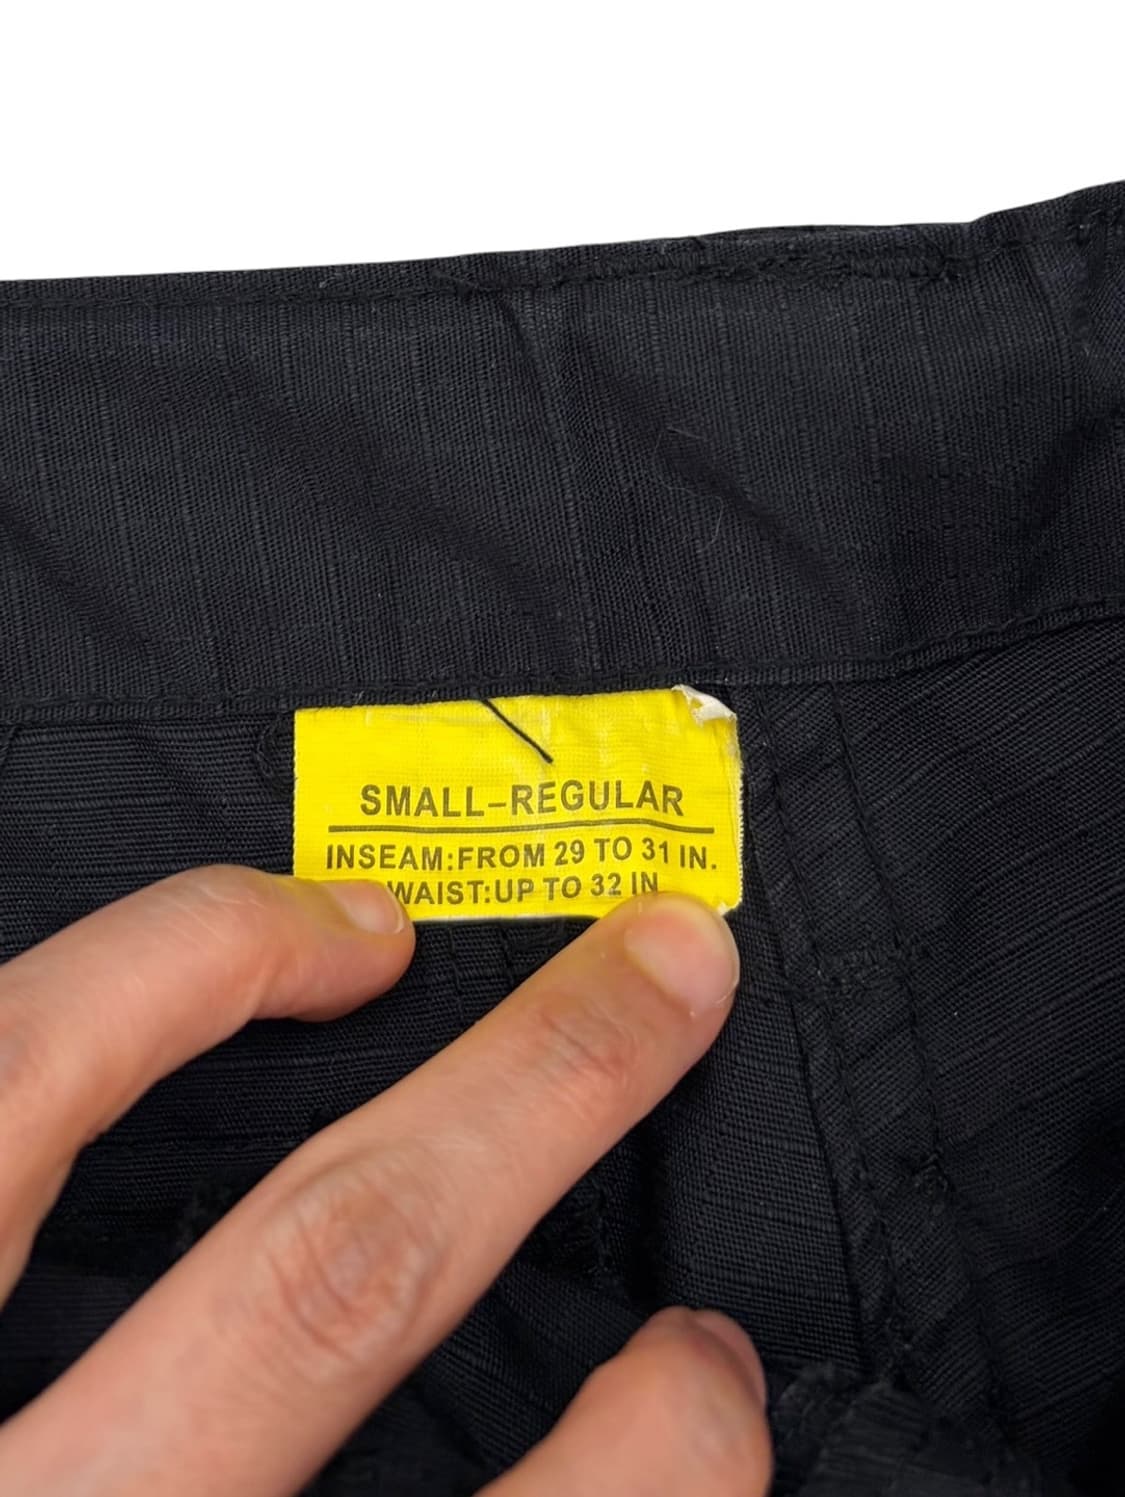 SMALL-REGULAR
INSEAM:FROM 29 TO 31 IN.
WAIST:UP TO 32 IN